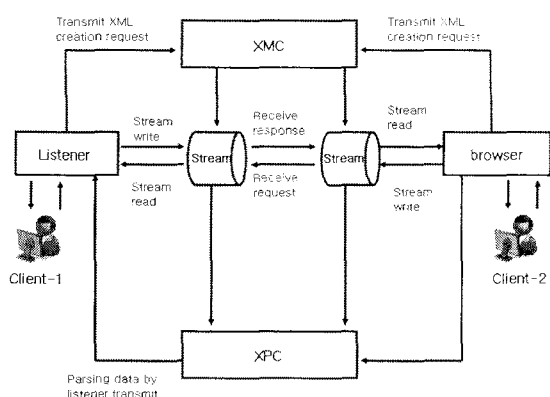 Transmit XML
creation request
XMC
Transmit XML
creation request
Stream
write
Receive
response
Stream
read
Listener
Stream
Stream
browser
Stream
read
Receive
request
Stream
write
Client-1
Client-2
XPC
Parsing data by
listener transmit